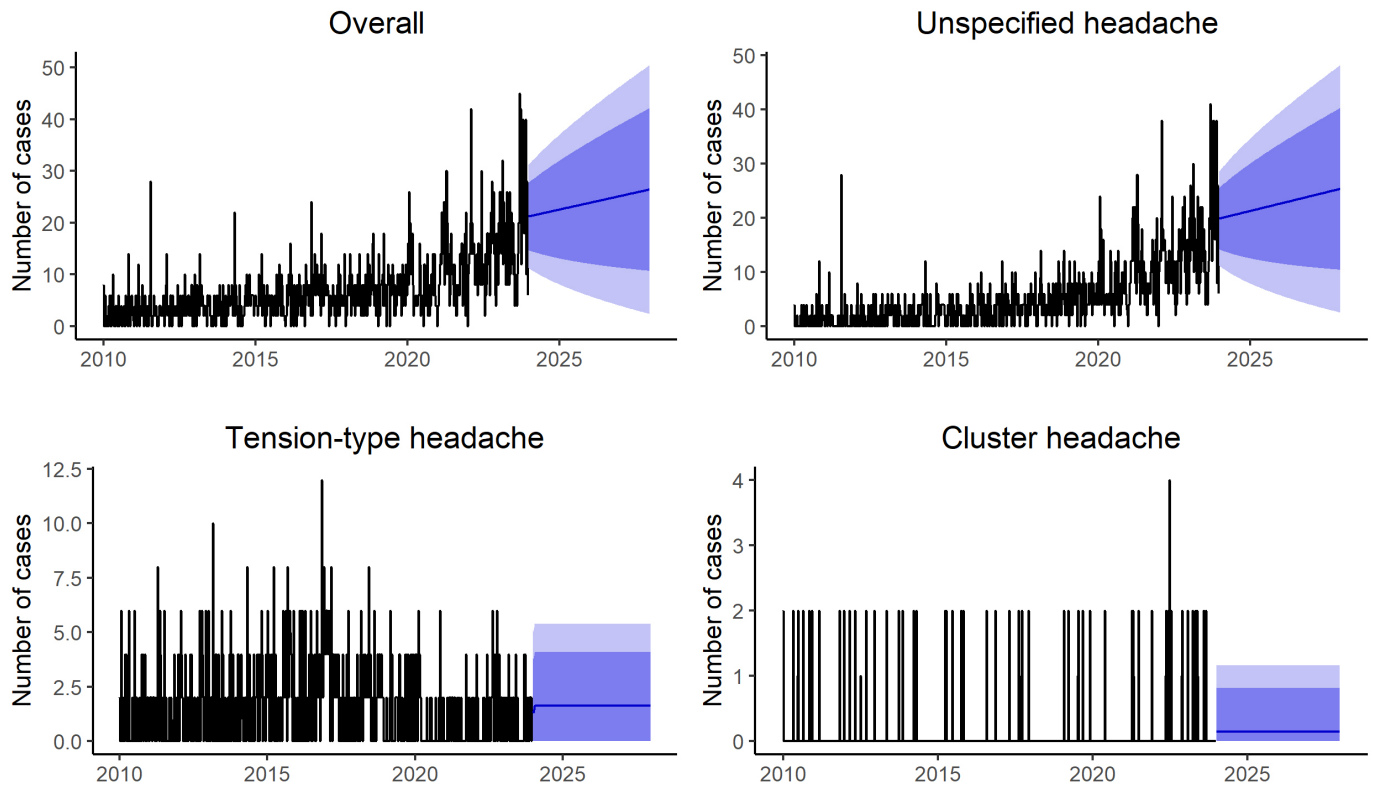 Overall
Number of cases
50
40
30
20
10
0
2010 2015 2020 2025
Unspecified headache
Number of cases
50
40
30
20
10
0
2010 2015 2020 2025
Tension-type headache
Number of cases
12.5
10.0
7.5
5.0
2.5
0.0
2010 2015 2020 2025
Cluster headache
Number of cases
4
3
2
1
0
2010 2015 2020 2025